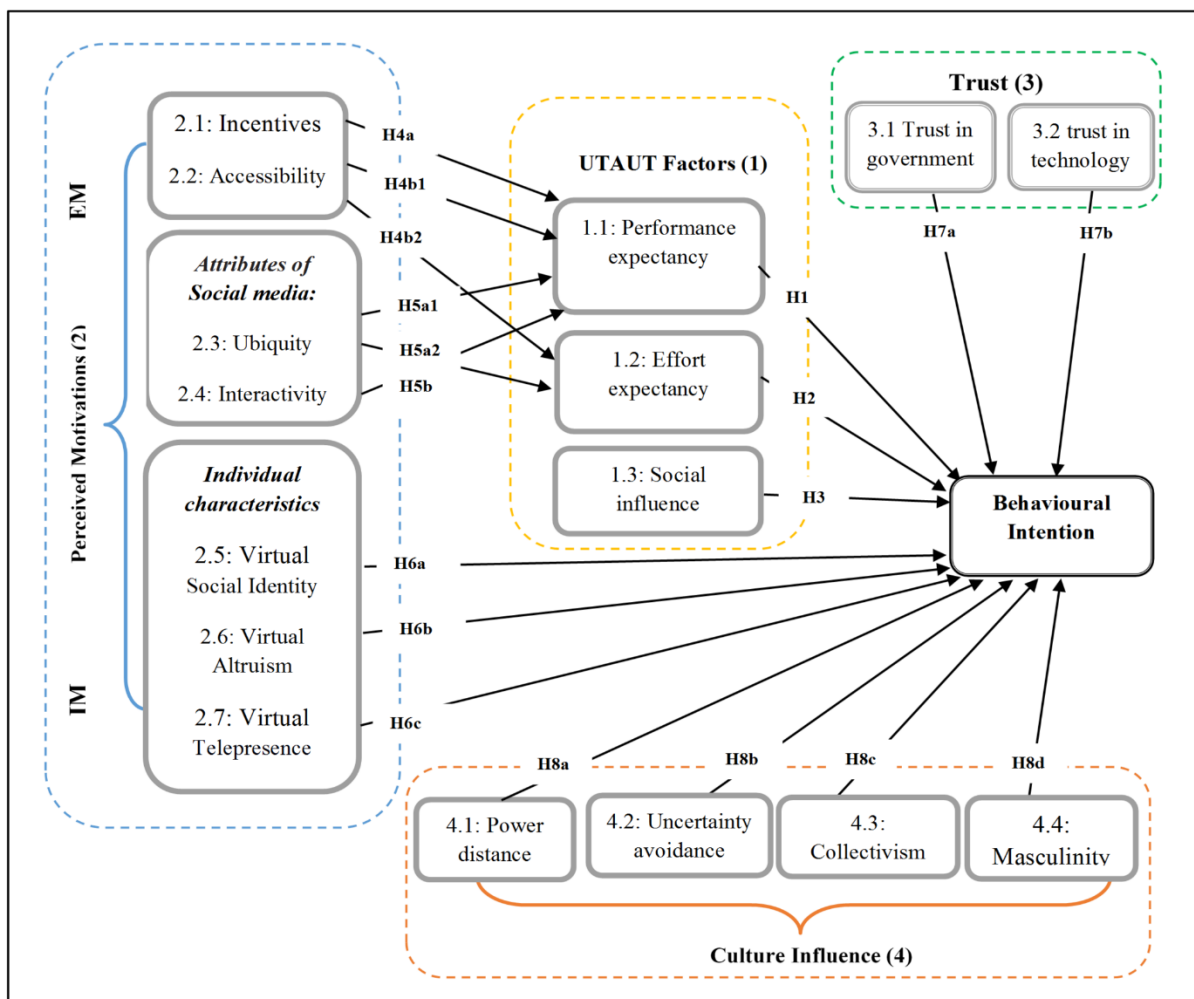 Perceived Motivations (2)
EM
IM
2.1: Incentives
2.2: Accessibility
Attributes of
Social media:
2.3: Ubiquity
2.4: Interactivity
Individual
characteristics
2.5: Virtual
Social Identity
2.6: Virtual
Altruism
2.7: Virtual
Telepresence
H4a
H4b1
H4b2
H5a1
H5a2
H5b
H6a
H6b
H6c
UTAUT Factors (1)
1.1: Performance
expectancy
1.2: Effort
expectancy
1.3: Social
influence
H1
H2
H3
Trust (3)
3.1 Trust in
government
3.2 trust in
technology
H7a
H7b
Behavioural
Intention
H8a
H8b
H8c
H8d
4.1: Power
distance
4.2: Uncertainty
avoidance
4.3:
Collectivism
4.4:
Masculinity
Culture Influence (4)